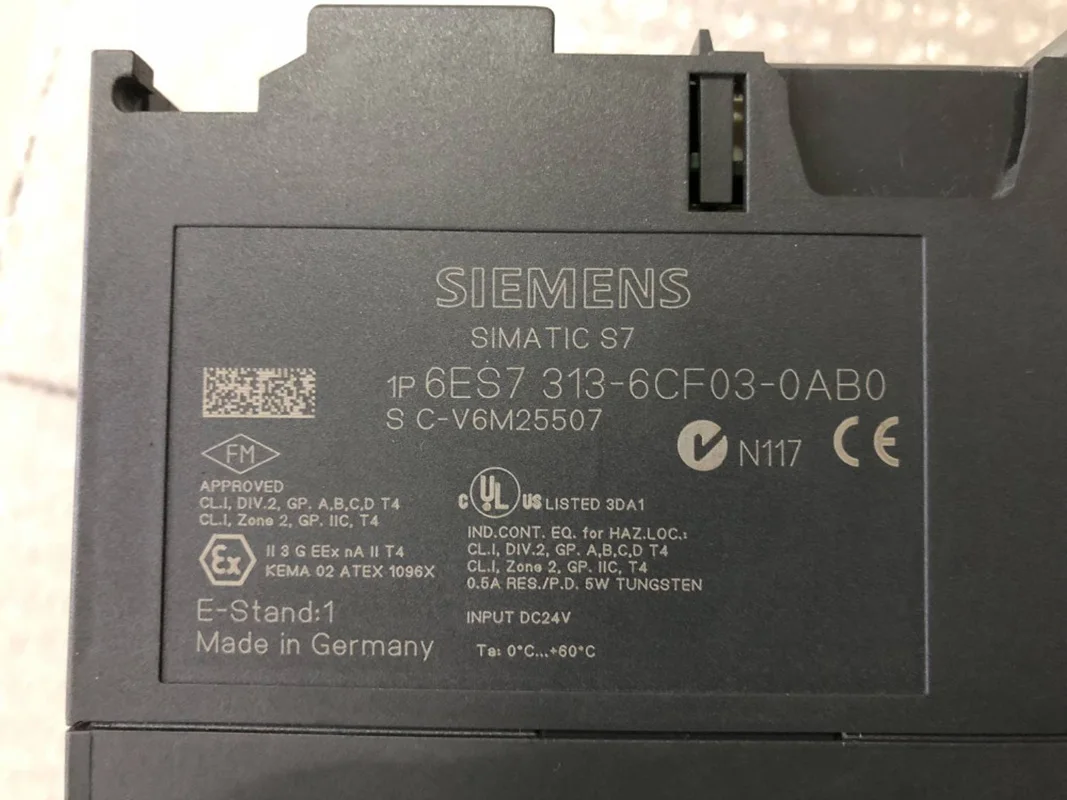 SIEMENS
SIMATIC S7
1P 6ES7 313-6CF03-0AB0
S C-V6M25507
N117
CE
FM
APPROVED
CL.I, DIV.2, GP. A,B,C,D T4
CL.I, Zone 2, GP. IIC, T4
Ex
II 3 G EEx nA II T4
KEMA 02 ATEX 1096X
E-Stand:1
Made in Germany
C UL US LISTED 3DA1
IND.CONT. EQ. for HAZ.LOC.:
CL.I, DIV.2, GP. A,B,C,D T4
CL.I, Zone 2, GP. IIC, T4
0.5A RES./P.D. 5W TUNGSTEN
INPUT DC24V
Ta: 0°C...+60°C